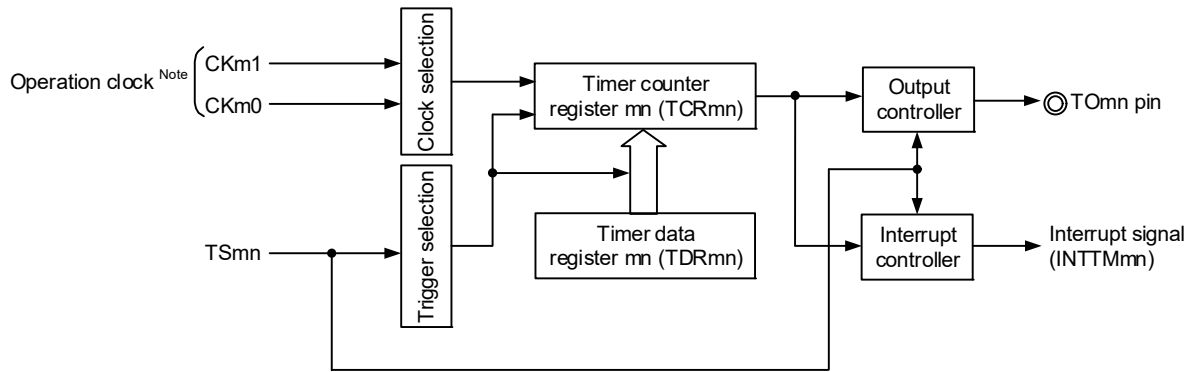 Operation clock Note
CKm1
CKm0
Clock selection
Timer counter
register mn (TCRmn)
Output
controller
TOmn pin
TSmn
Trigger selection
Timer data
register mn (TDRmn)
Interrupt
controller
Interrupt signal
(INTTMmn)